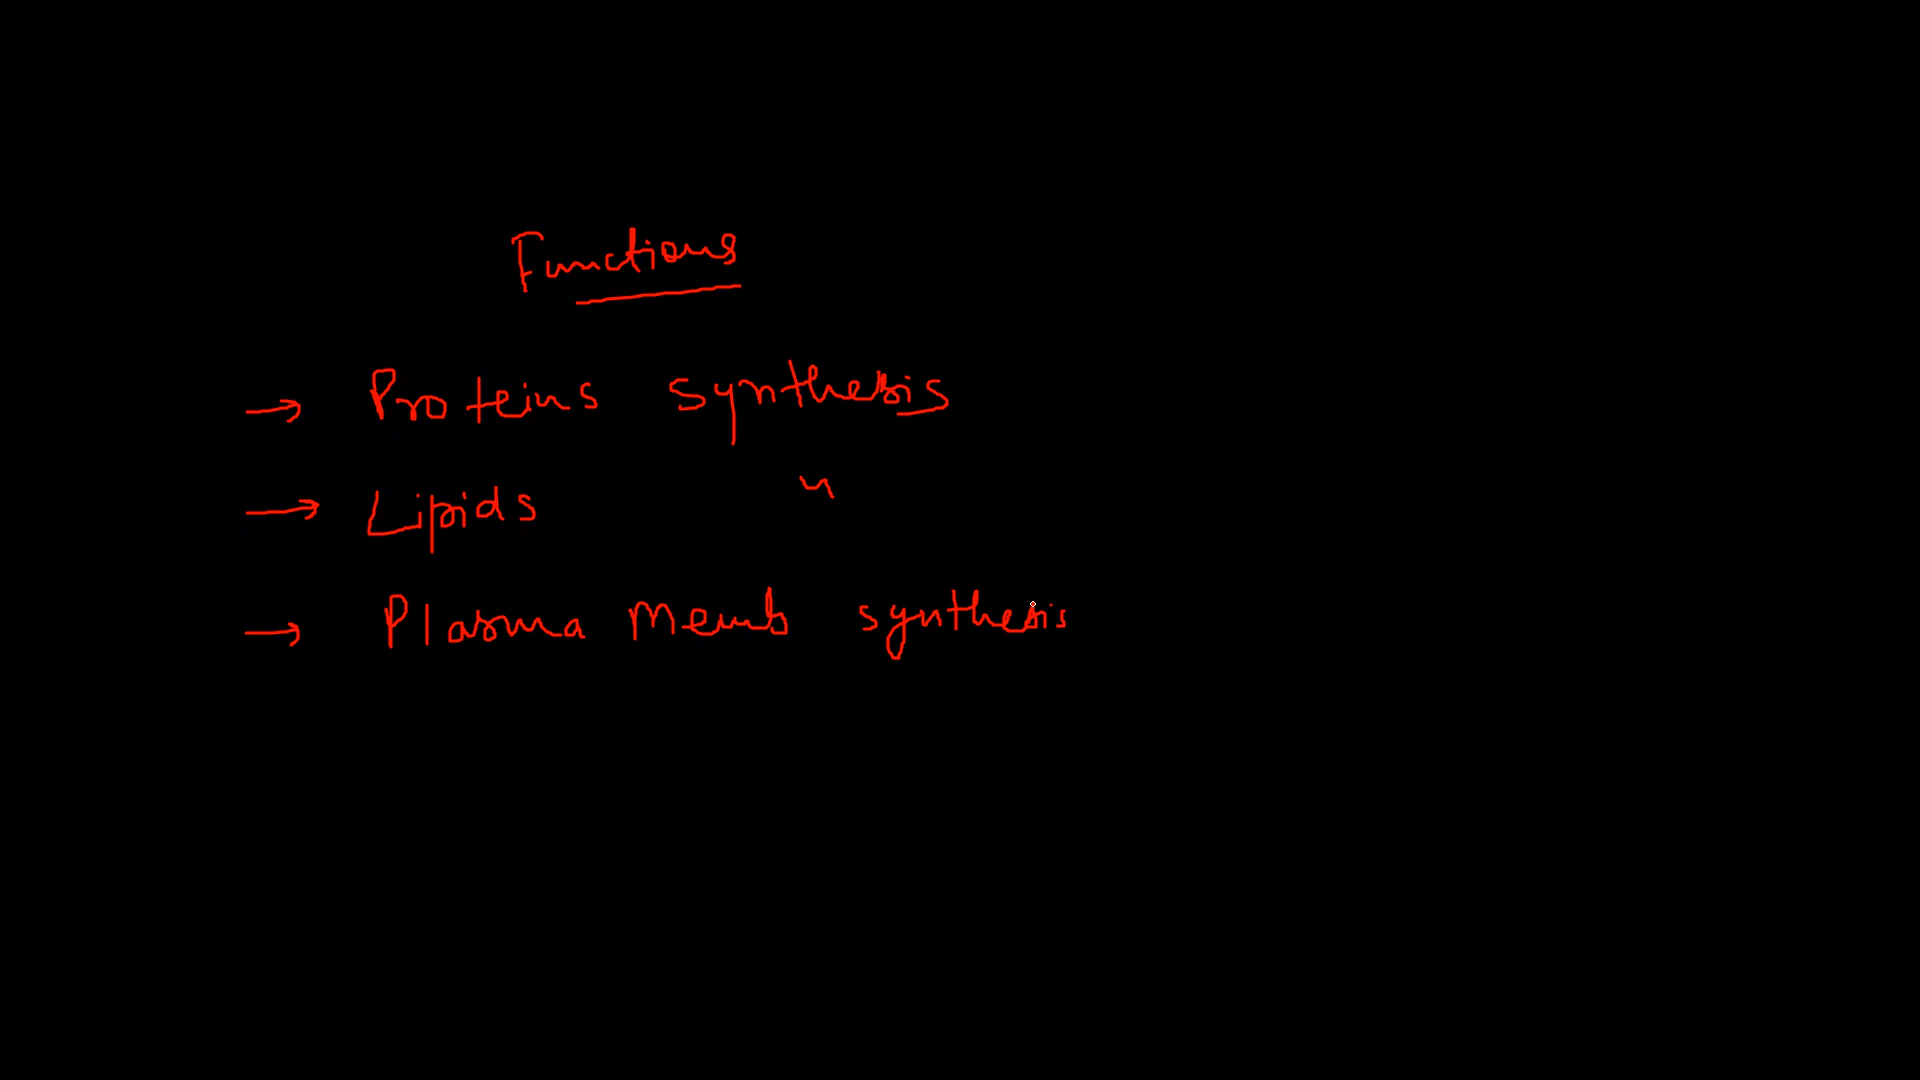 Functions
→ Proteins synthesis
→ Lipids "
→ Plasma Memb synthesis